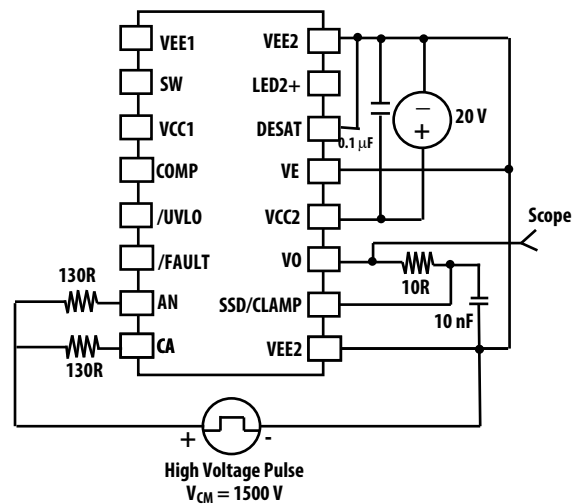 VEE1
VEE2
SW
LED2+
VCC1
DESAT
0.1 µF
− 
+
20 V
COMP
VE
/UVLO
VCC2
Scope
/FAULT
VO
130R
AN
10R
SSD/CLAMP
10 nF
CA
130R
VEE2
+
-
High Voltage Pulse
VCM = 1500 V